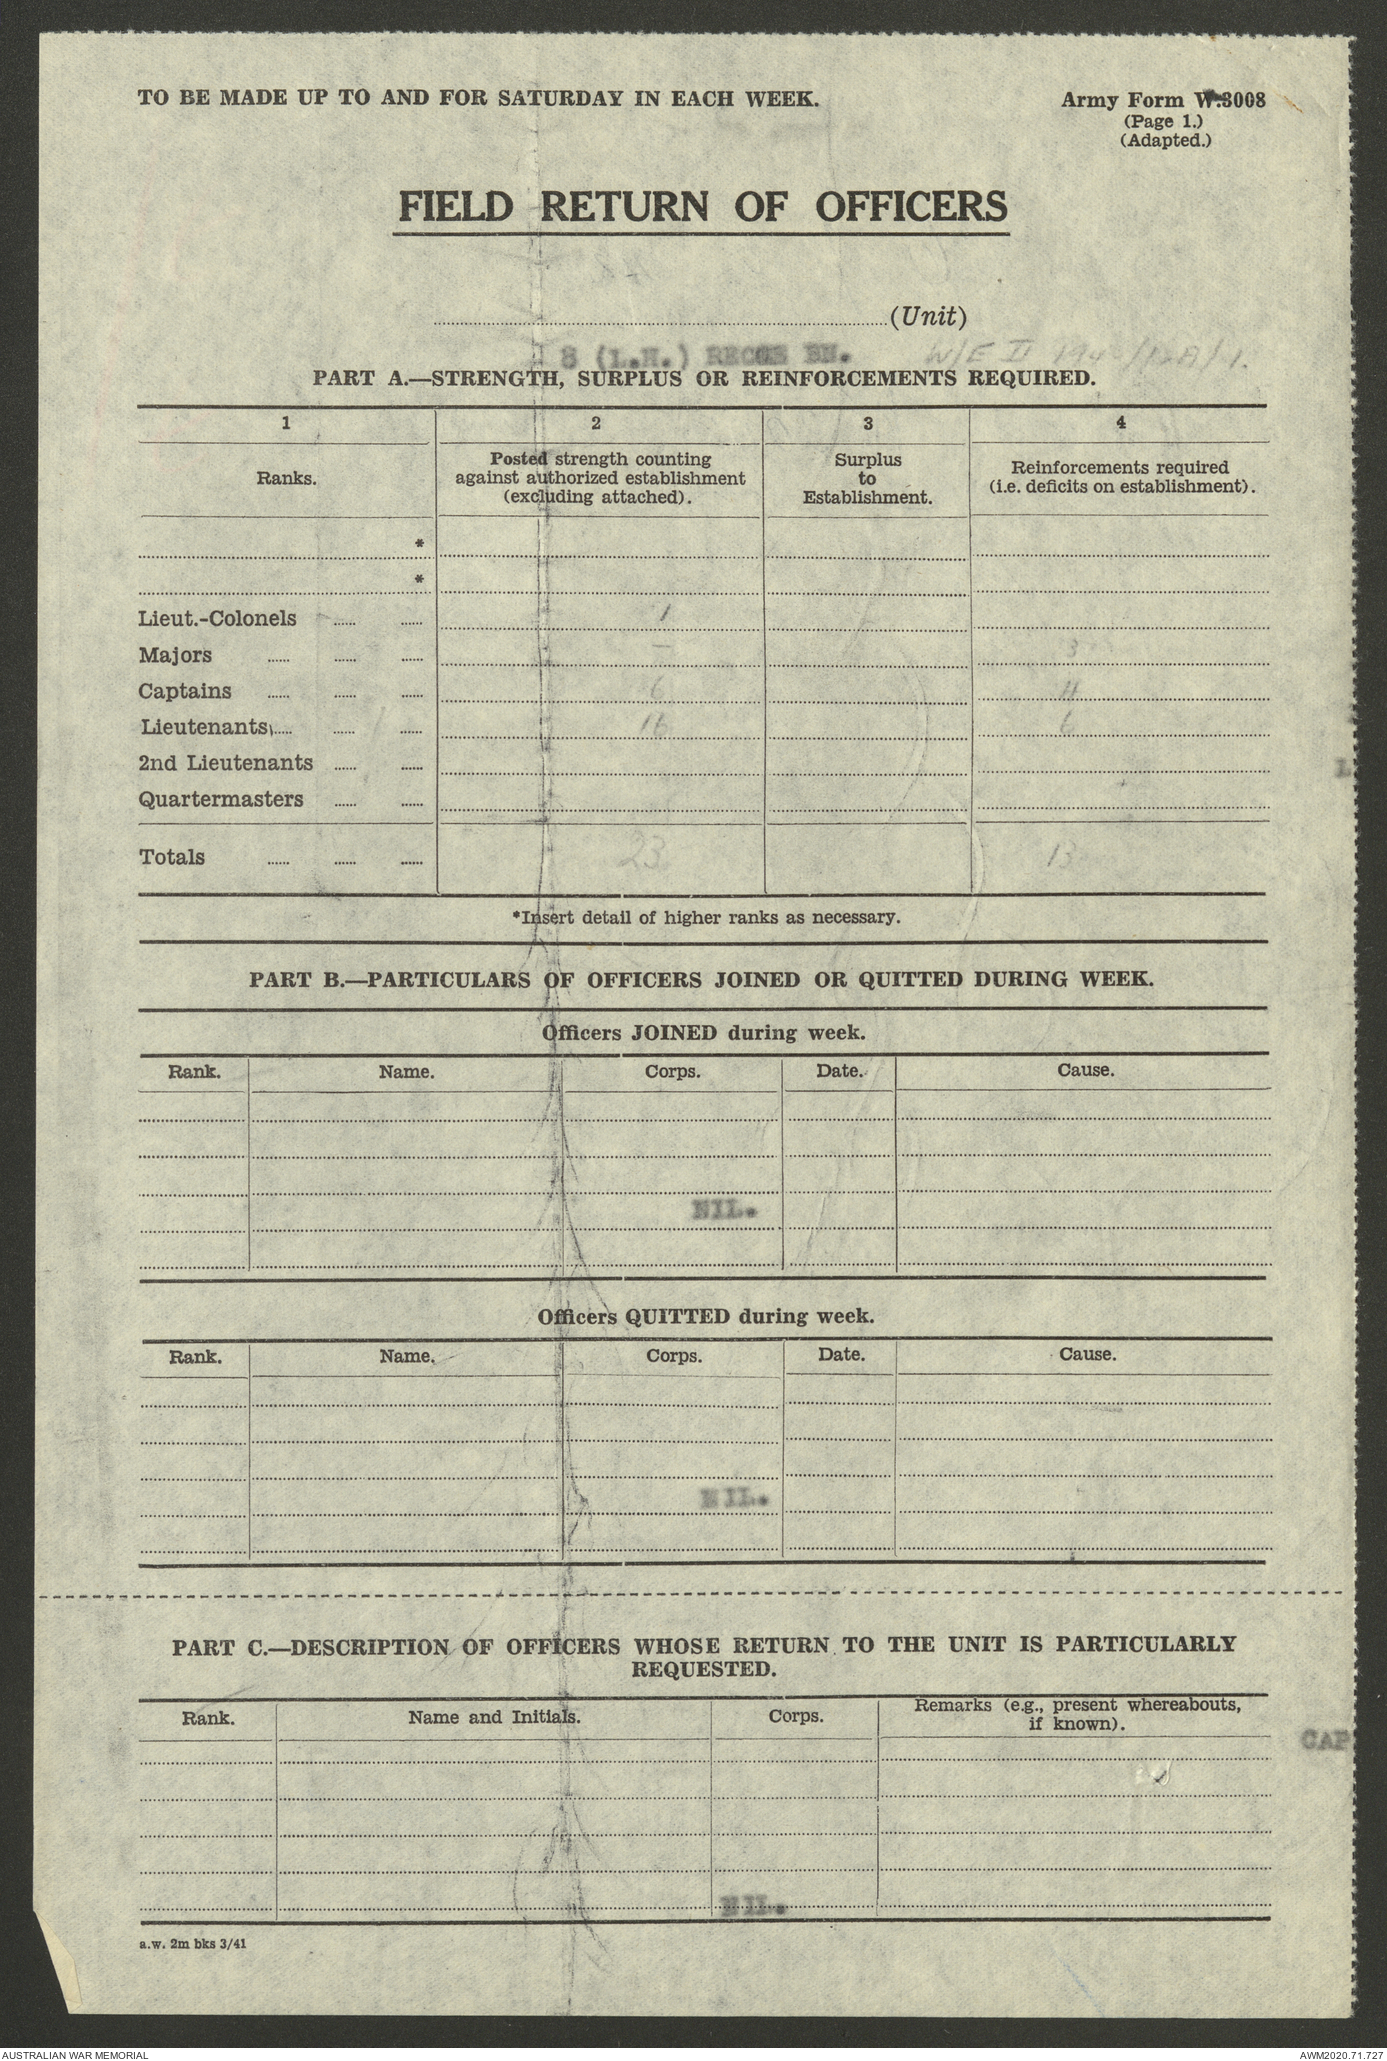 TO BE MADE UP TO AND FOR SATURDAY IN EACH WEEK.
Army Form W.3008
(Page 1.)
(Adapted.)
FIELD RETURN OF OFFICERS
(Unit)
8 (L.H.) RECCE BN.
W/E II 194 /12A/1.
PART A.—STRENGTH, SURPLUS OR REINFORCEMENTS REQUIRED.
1 2 3 4
Ranks.
Posted strength counting
against authorized establishment
(excluding attached).
Surplus
to
Establishment.
Reinforcements required
(i.e. deficits on establishment).
*
*
Lieut.-Colonels ...... ...... 1
Majors ...... ...... ...... – 3
Captains ...... ...... ...... 6 4
Lieutenants ...... ...... ...... 16 6
2nd Lieutenants ...... ......
Quartermasters ...... ......
Totals ...... ...... ...... 23 13
*Insert detail of higher ranks as necessary.
PART B.—PARTICULARS OF OFFICERS JOINED OR QUITTED DURING WEEK.
Officers JOINED during week.
Rank. Name. Corps. Date. Cause.
NIL.
Officers QUITTED during week.
Rank. Name. Corps. Date. Cause.
NIL.
PART C.—DESCRIPTION OF OFFICERS WHOSE RETURN TO THE UNIT IS PARTICULARLY
REQUESTED.
Rank. Name and Initials. Corps.
Remarks (e.g., present whereabouts,
if known).
CAP
NIL.
a.w. 2m bks 3/41
AUSTRALIAN WAR MEMORIAL
AWM2020.71.727